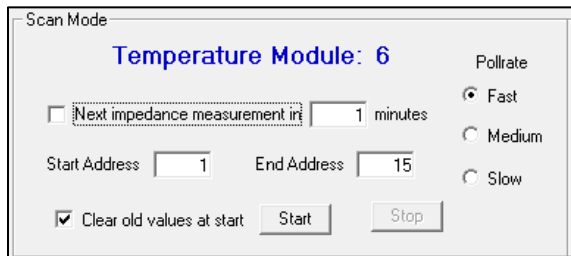 Scan Mode
Temperature Module: 6
Pollrate
Fast
Next impedance measurement in 1 minutes
Medium
Start Address 1 End Address 15
Slow
Clear old values at start Start Stop